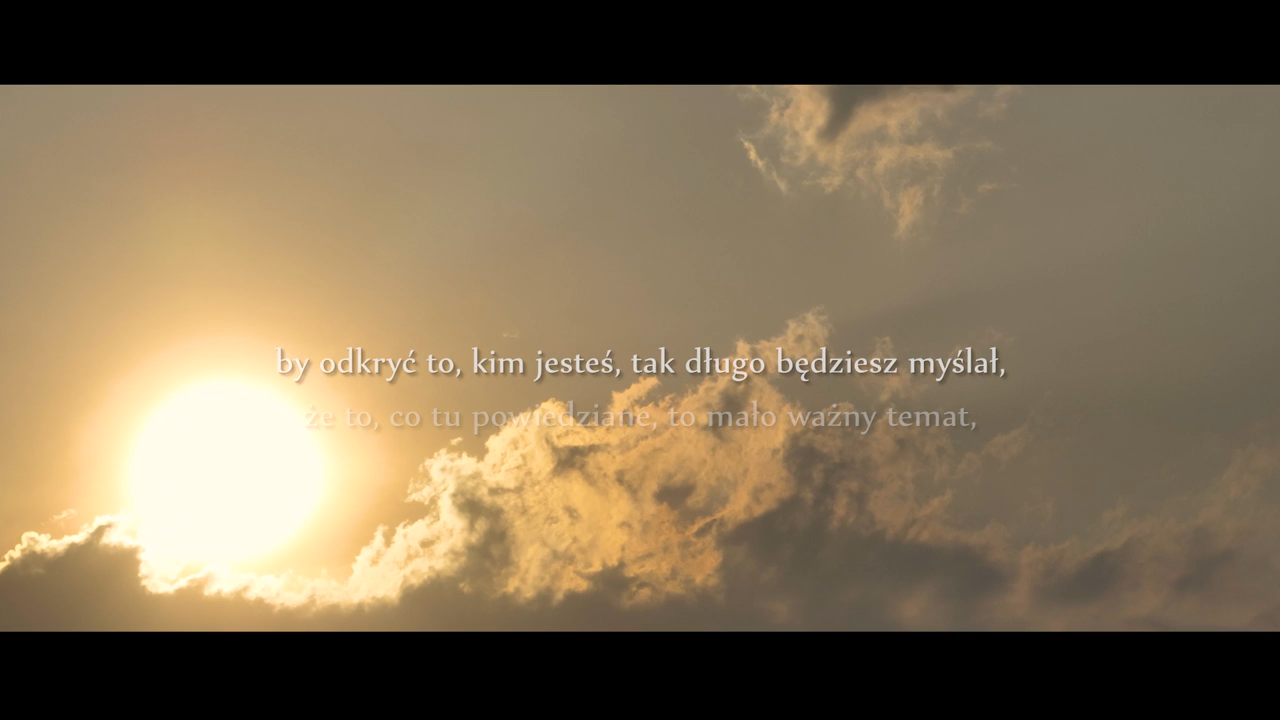 by odkryć to, kim jesteś, tak długo będziesz myślał,
że to, co tu powiedziane, to mało ważny temat,